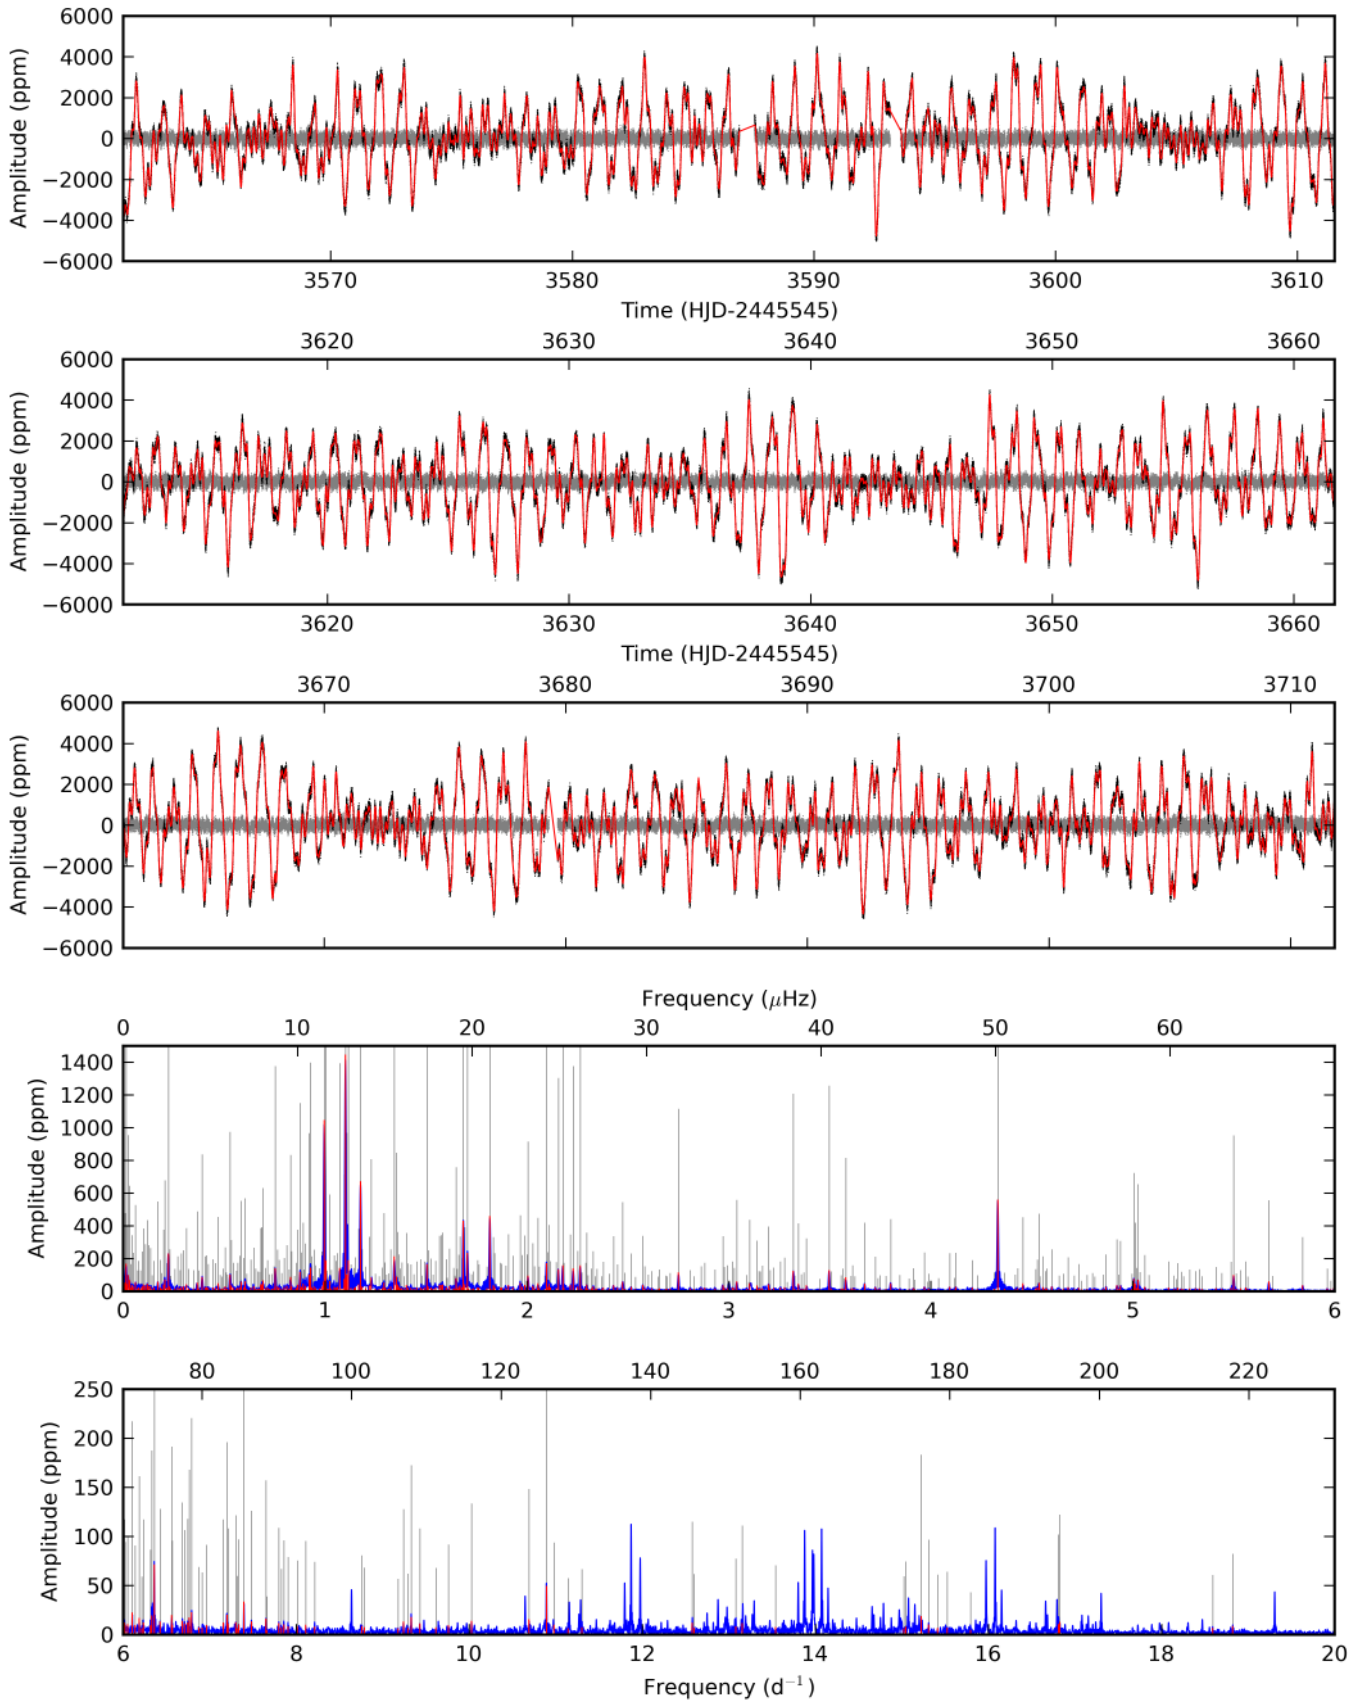 6000
4000
2000
0
−2000
−4000
−6000
Amplitude (ppm)
3570 3580 3590 3600 3610
Time (HJD-2445545)
3620 3630 3640 3650 3660
6000
4000
2000
0
−2000
−4000
−6000
Amplitude (ppm)
3620 3630 3640 3650 3660
Time (HJD-2445545)
3670 3680 3690 3700 3710
6000
4000
2000
0
−2000
−4000
−6000
Amplitude (ppm)
Frequency (μHz)
0 10 20 30 40 50 60
1400
1200
1000
800
600
400
200
0
Amplitude (ppm)
0 1 2 3 4 5 6
80 100 120 140 160 180 200 220
250
200
150
100
50
0
Amplitude (ppm)
6 8 10 12 14 16 18 20
Frequency (d⁻¹)